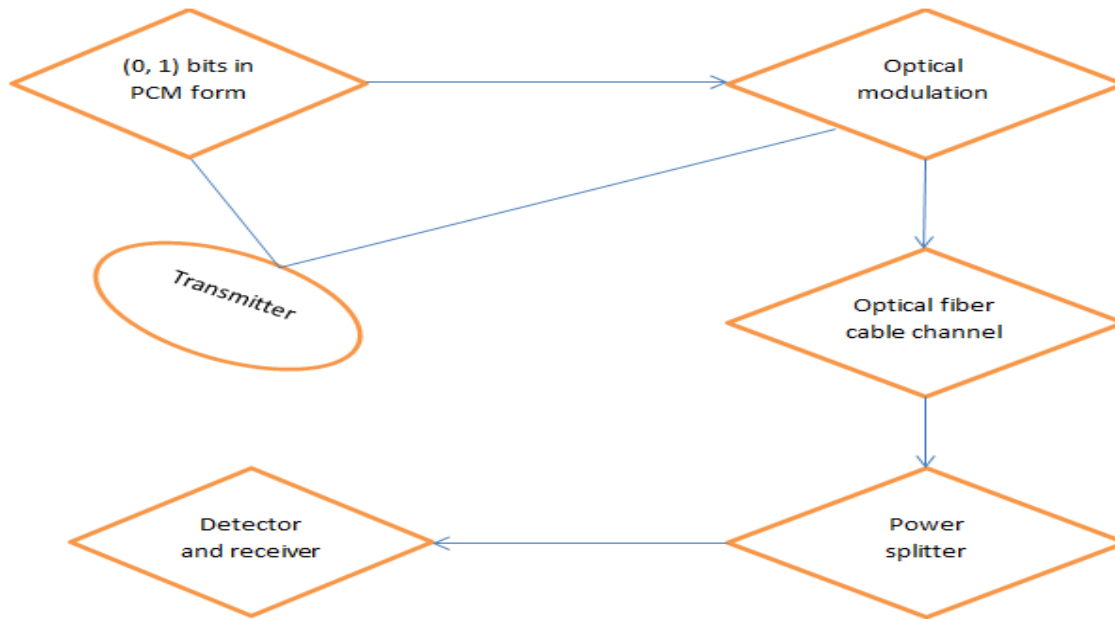 (0, 1) bits in
PCM form
Optical
modulation
Transmitter
Optical fiber
cable channel
Detector
and receiver
Power
splitter